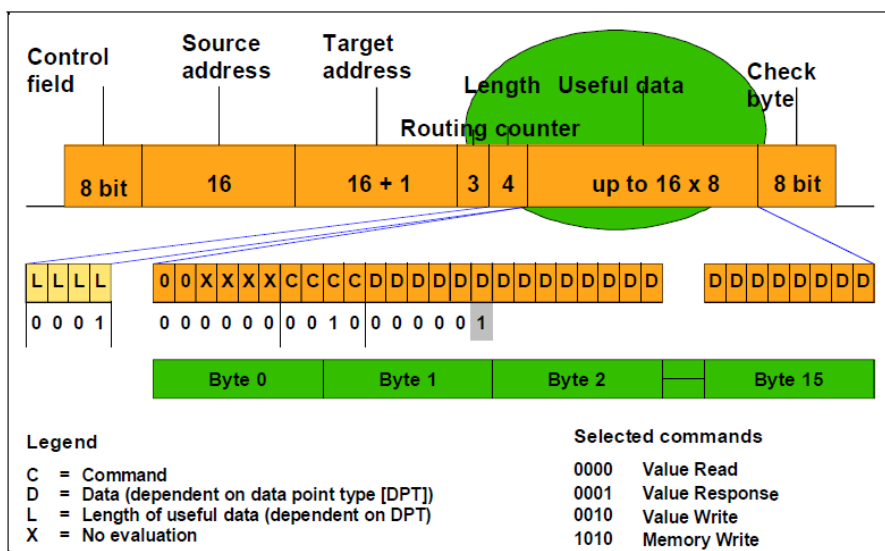 Control field
Source address
Target address
Length
Useful data
Check byte
Routing counter
8 bit
16
16 + 1
3
4
up to 16 x 8
8 bit
L L L L
0 0 X X X X C C C C D D D D D D D D D D D D D D
D D D D D D D D
0 0 0 1
0 0 0 0 0 0 0 0 1 0 0 0 0 0 0 1
Byte 0
Byte 1
Byte 2
Byte 15
Legend
C = Command
D = Data (dependent on data point type [DPT])
L = Length of useful data (dependent on DPT)
X = No evaluation
Selected commands
0000 Value Read
0001 Value Response
0010 Value Write
1010 Memory Write